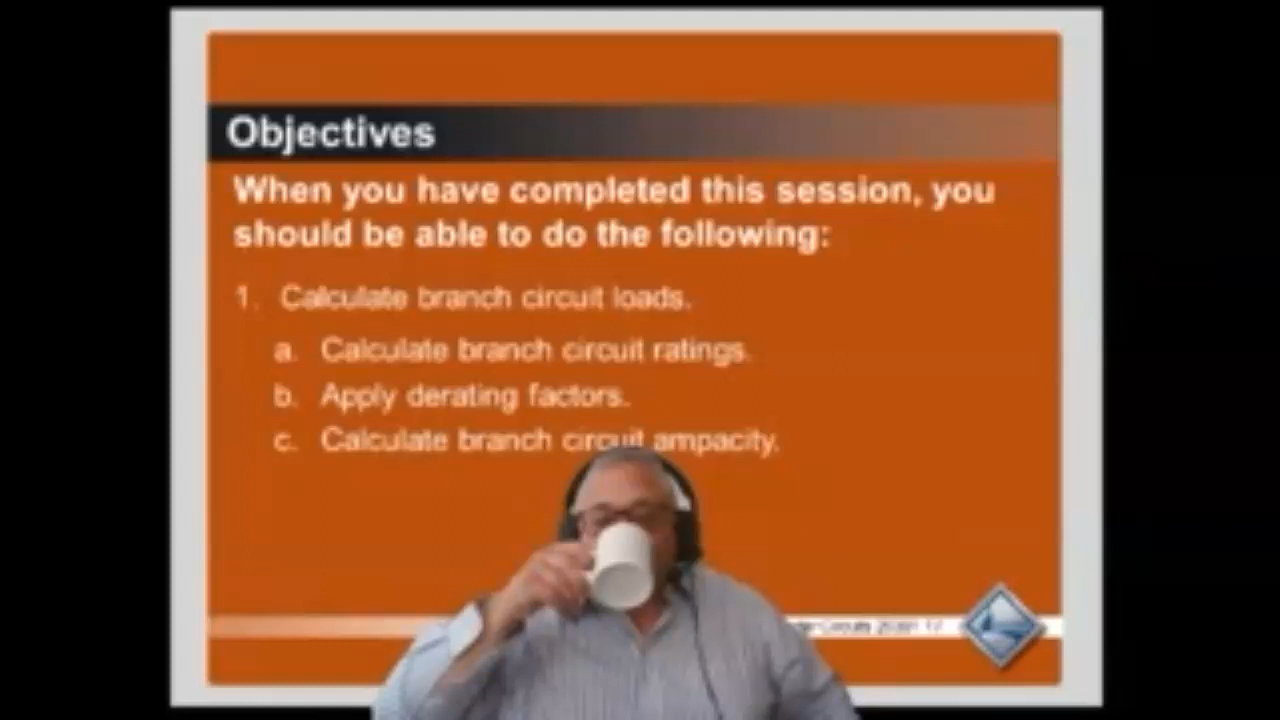 Objectives
When you have completed this session, you
should be able to do the following:
1. Calculate branch circuit loads.
a. Calculate branch circuit ratings.
b. Apply derating factors.
c. Calculate branch circuit ampacity.
Circuits